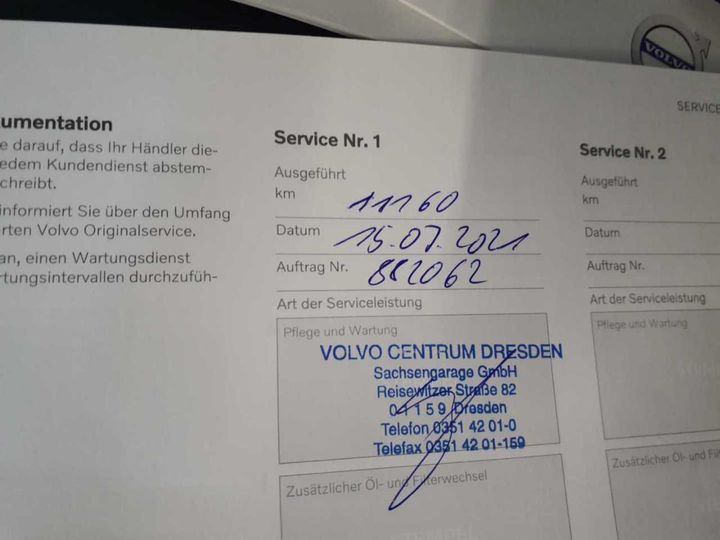 VOLVO
SERVICE
umentation
e darauf, dass Ihr Händler die-
edem Kundendienst abstem-
chreibt.
informiert Sie über den Umfang
rten Volvo Originalservice.
an, einen Wartungsdienst
rtungsintervallen durchzufüh-
Service Nr. 1
Ausgeführt
km 11160
Datum 15.07.2021
Auftrag Nr. 882062
Art der Serviceleistung
Pflege und Wartung
VOLVO CENTRUM DRESDEN
Sachsengarage GmbH
Reisewitzer Straße 82
01159 Dresden
Telefon 0351 42 01-0
Telefax 0351 42 01-159
Zusätzlicher Öl- und Filterwechsel
Service Nr. 2
Ausgeführt
km
Datum
Auftrag Nr.
Art der Serviceleistung
Pflege und Wartung
Zusätzlicher Öl- und Fil